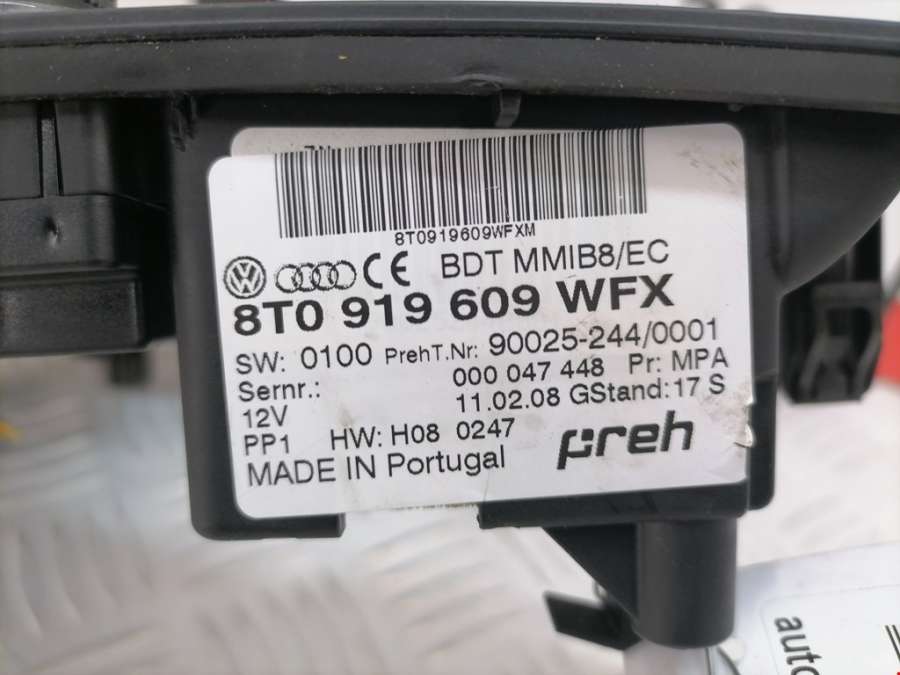 8T0919609WFXM
CE BDT MMIB8/EC
8T0 919 609 WFX
SW: 0100 PrehT.Nr: 90025-244/0001
Sernr.: 000 047 448 Pr: MPA
12V 11.02.08 GStand: 17 S
PP1 HW: H08 0247
MADE IN Portugal
preh
auto